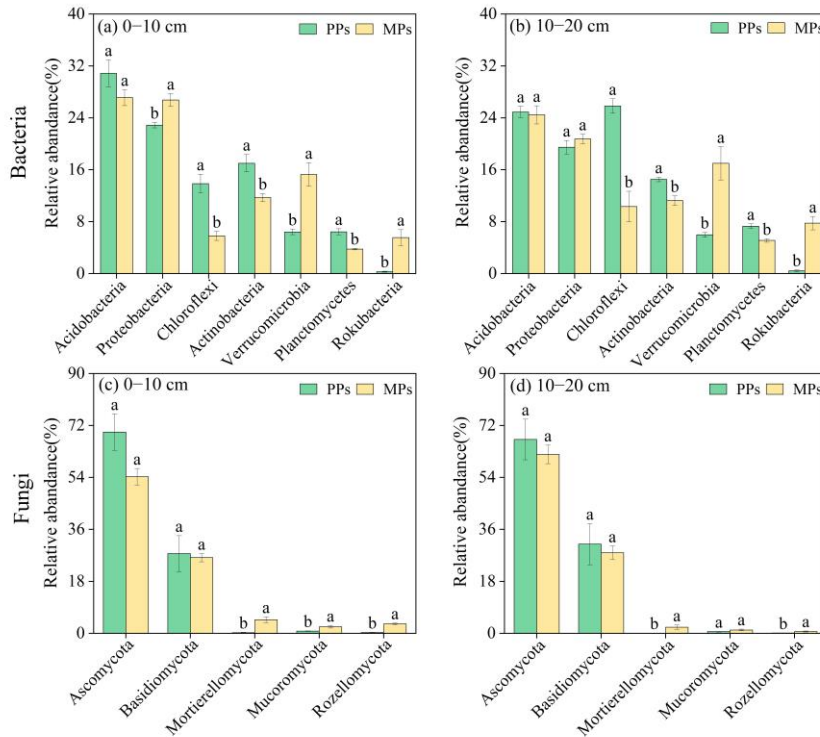 Bacteria
Relative abandance(%)
(a) 0−10 cm
PPs MPs
40
32
24
16
8
0
a a b a a b a b b a a b b a
Acidobacteria
Proteobacteria
Chloroflexi
Actinobacteria
Verrucomicrobia
Planctomycetes
Rokubacteria
Relative abandance(%)
(b) 10−20 cm
PPs MPs
40
32
24
16
8
0
a a a a a b a b b a a b b a
Acidobacteria
Proteobacteria
Chloroflexi
Actinobacteria
Verrucomicrobia
Planctomycetes
Rokubacteria
Fungi
Relative abandance(%)
(c) 0−10 cm
PPs MPs
90
72
54
36
18
0
a a a a b a b a b a
Ascomycota
Basidiomycota
Mortierellomycota
Mucoromycota
Rozellomycota
Relative abandance(%)
(d) 10−20 cm
PPs MPs
90
72
54
36
18
0
a a a a b a a a b a
Ascomycota
Basidiomycota
Mortierellomycota
Mucoromycota
Rozellomycota